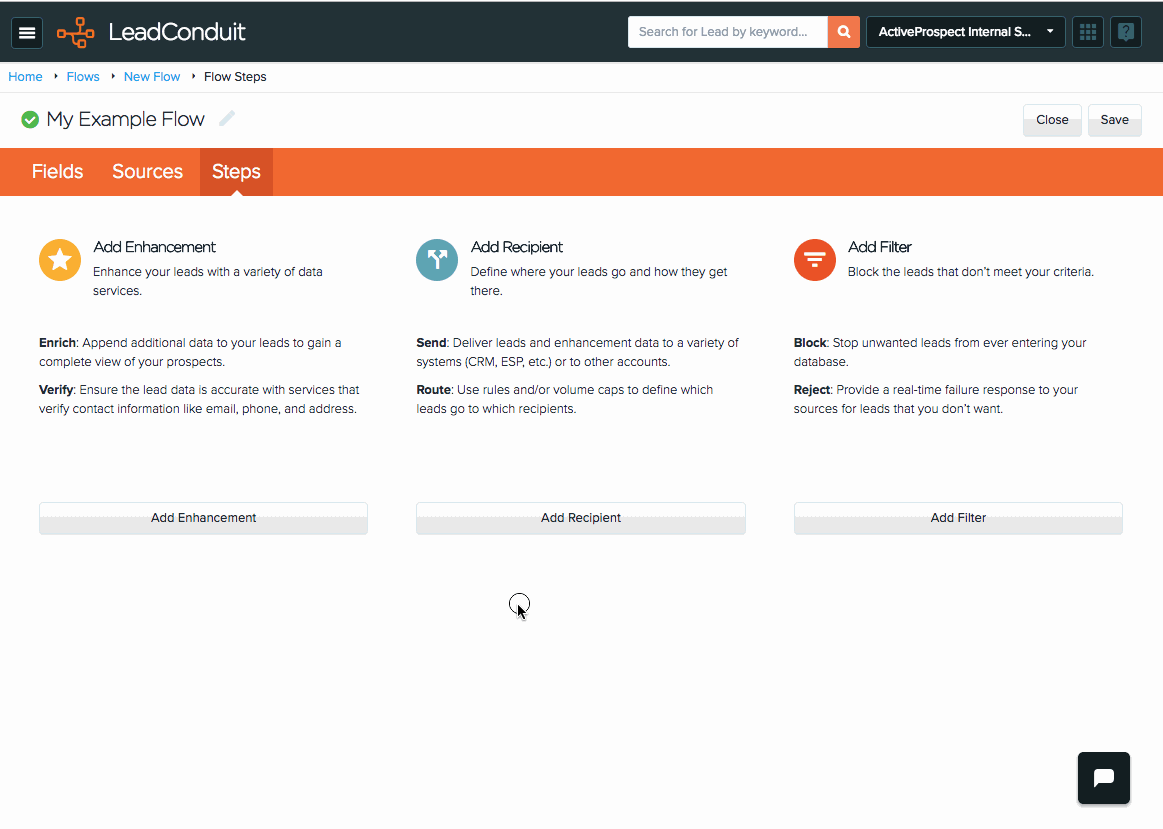 LeadConduit
Search for Lead by keyword...
ActiveProspect Internal S...
Home
Flows
New Flow
Flow Steps
My Example Flow
Close
Save
Fields
Sources
Steps
Add Enhancement
Enhance your leads with a variety of data
services.
Enrich: Append additional data to your leads to gain a
complete view of your prospects.
Verify: Ensure the lead data is accurate with services that
verify contact information like email, phone, and address.
Add Enhancement
Add Recipient
Define where your leads go and how they get
there.
Send: Deliver leads and enhancement data to a variety of
systems (CRM, ESP, etc.) or to other accounts.
Route: Use rules and/or volume caps to define which
leads go to which recipients.
Add Recipient
Add Filter
Block the leads that don't meet your criteria.
Block: Stop unwanted leads from ever entering your
database.
Reject: Provide a real-time failure response to your
sources for leads that you don't want.
Add Filter